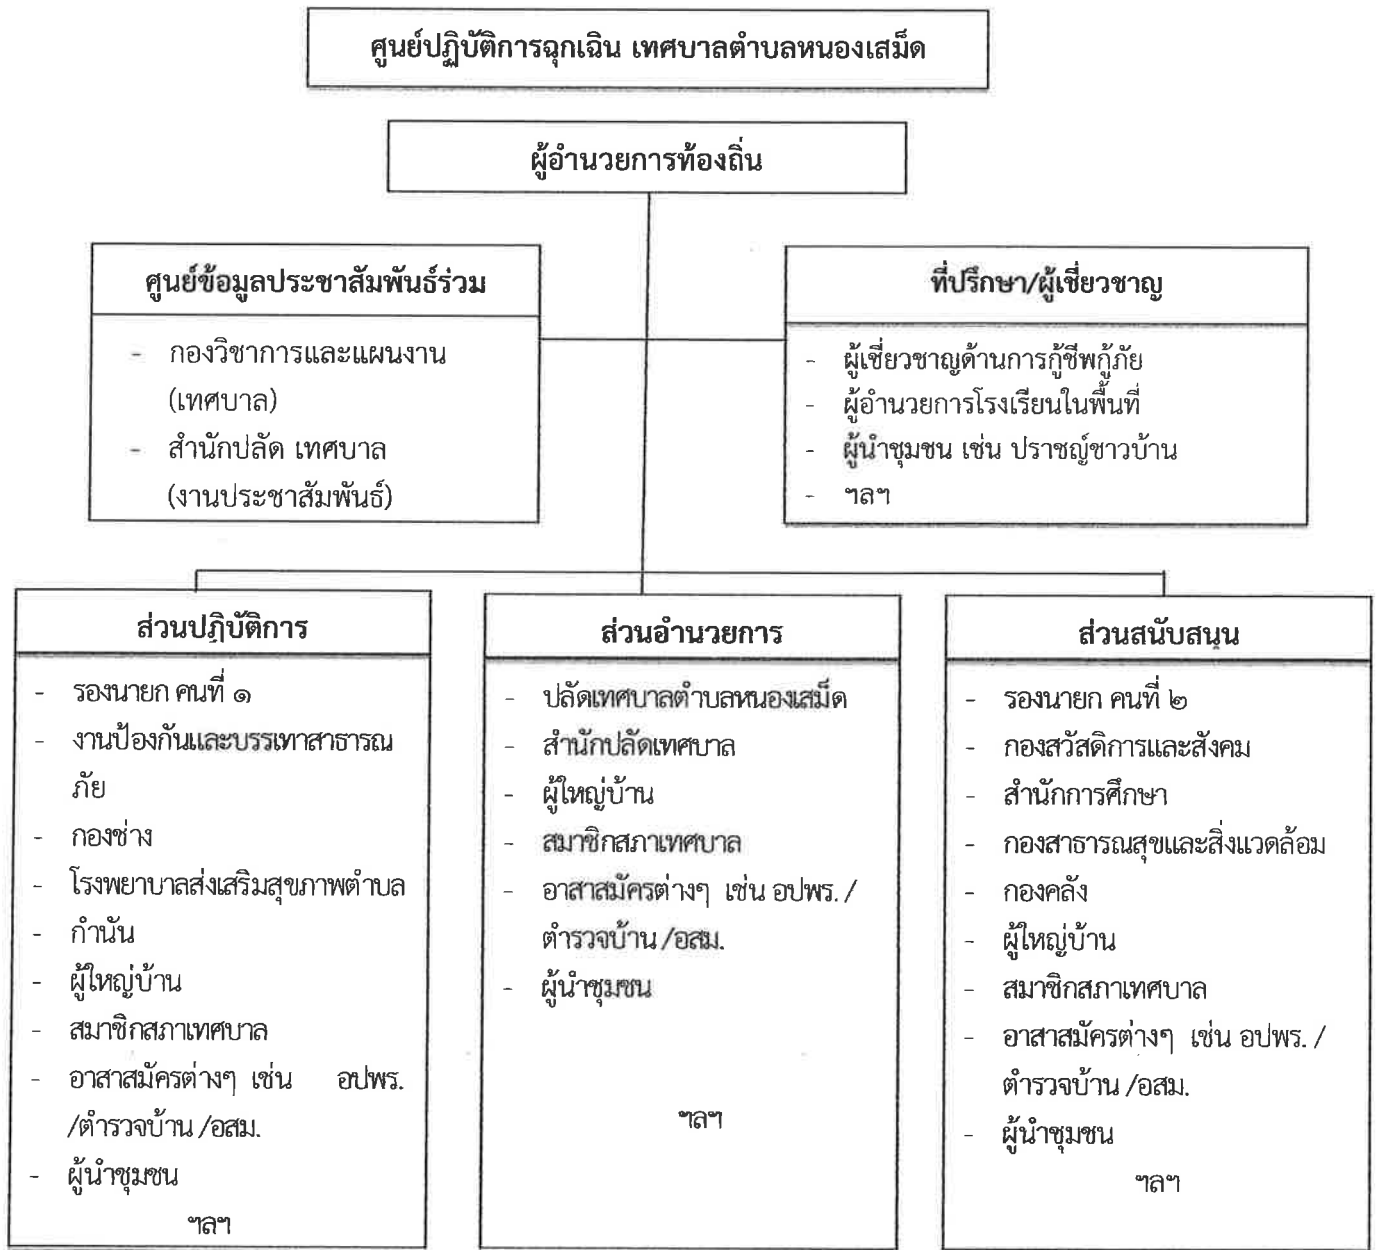 ศูนย์ปฏิบัติการฉุกเฉิน เทศบาลตำบลหนองเสม็ด
ผู้อำนวยการท้องถิ่น
ศูนย์ข้อมูลประชาสัมพันธ์ร่วม
- กองวิชาการและแผนงาน
(เทศบาล)
- สำนักปลัด เทศบาล
(งานประชาสัมพันธ์)
ที่ปรึกษา/ผู้เชี่ยวชาญ
- ผู้เชี่ยวชาญด้านการกู้ชีพกู้ภัย
- ผู้อำนวยการโรงเรียนในพื้นที่
- ผู้นำชุมชน เช่น ปราชญ์ชาวบ้าน
- ฯลฯ
ส่วนปฏิบัติการ
- รองนายก คนที่ ๑
- งานป้องกันและบรรเทาสาธารณ
ภัย
- กองช่าง
- โรงพยาบาลส่งเสริมสุขภาพตำบล
- กำนัน
- ผู้ใหญ่บ้าน
- สมาชิกสภาเทศบาล
- อาสาสมัครต่างๆ เช่น อปพร.
/ตำรวจบ้าน /อสม.
- ผู้นำชุมชน
ฯลฯ
ส่วนอำนวยการ
- ปลัดเทศบาลตำบลหนองเสม็ด
- สำนักปลัดเทศบาล
- ผู้ใหญ่บ้าน
- สมาชิกสภาเทศบาล
- อาสาสมัครต่างๆ เช่น อปพร. /
ตำรวจบ้าน /อสม.
- ผู้นำชุมชน
ฯลฯ
ส่วนสนับสนุน
- รองนายก คนที่ ๒
- กองสวัสดิการและสังคม
- สำนักการศึกษา
- กองสาธารณสุขและสิ่งแวดล้อม
- กองคลัง
- ผู้ใหญ่บ้าน
- สมาชิกสภาเทศบาล
- อาสาสมัครต่างๆ เช่น อปพร. /
ตำรวจบ้าน /อสม.
- ผู้นำชุมชน
ฯลฯ